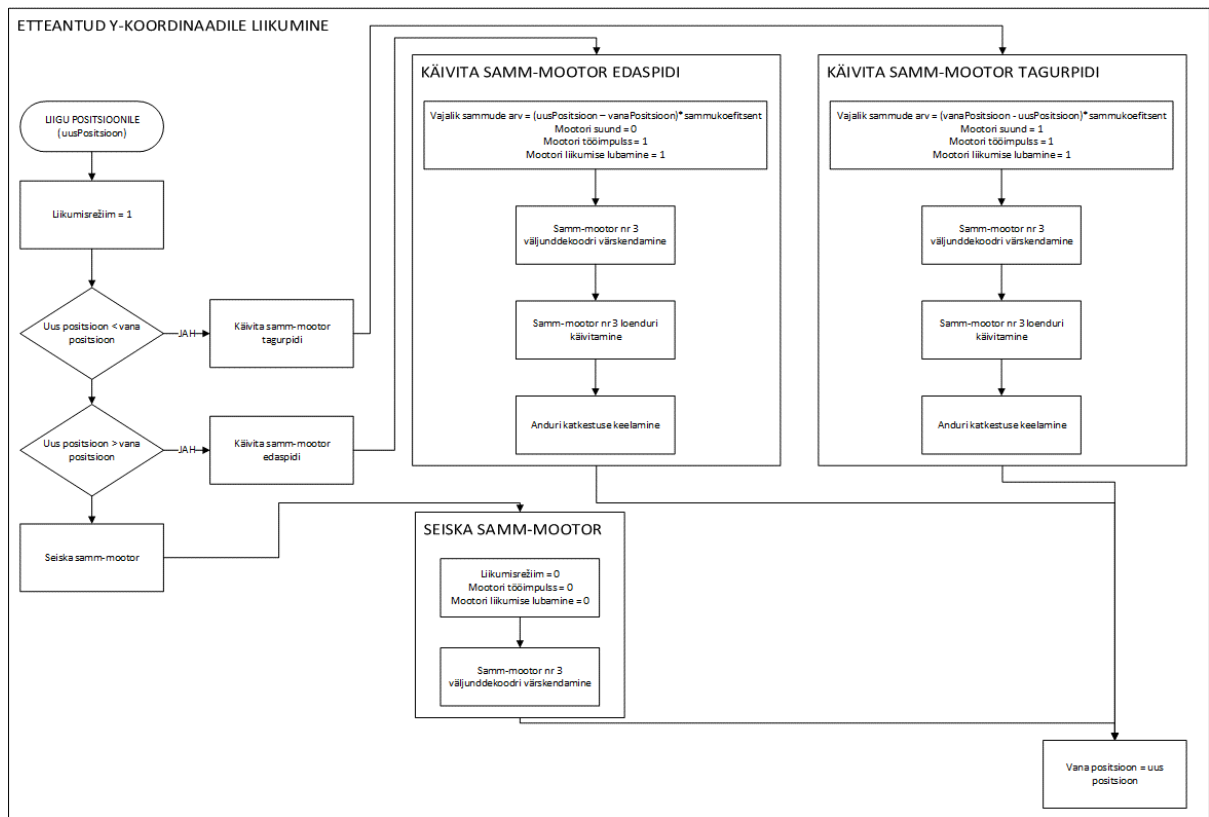 ETTEANTUD Y-KOORDINAADILE LIIKUMINE
LIIGU POSITSIOONILE
(uusPositsioon)
Liikumisrežiim = 1
Uus positsioon < vana
positsioon
JAH
Käivita samm-mootor
tagurpidi
Uus positsioon > vana
positsioon
JAH
Käivita samm-mootor
edaspidi
Seiska samm-mootor
KÄIVITA SAMM-MOOTOR EDASPIDI
Vajalik sammude arv = (uusPositsioon – vanaPositsioon)* sammukoefitsent
Mootori suund = 0
Mootori tööimpulss = 1
Mootori liikumise lubamine = 1
Samm-mootor nr 3
väljunddekoodri värskendamine
Samm-mootor nr 3 loenduri
käivitamine
Anduri katkestuse keelamine
KÄIVITA SAMM-MOOTOR TAGURPIDI
Vajalik sammude arv = (vanaPositsioon - uusPositsioon)* sammukoefitsent
Mootori suund = 1
Mootori tööimpulss = 1
Mootori liikumise lubamine = 1
Samm-mootor nr 3
väljunddekoodri värskendamine
Samm-mootor nr 3 loenduri
käivitamine
Anduri katkestuse keelamine
SEISKA SAMM-MOOTOR
Liikumisrežiim = 0
Mootori tööimpulss = 0
Mootori liikumise lubamine = 0
Samm-mootor nr 3
väljunddekoodri värskendamine
Vana positsioon = uus
positsioon